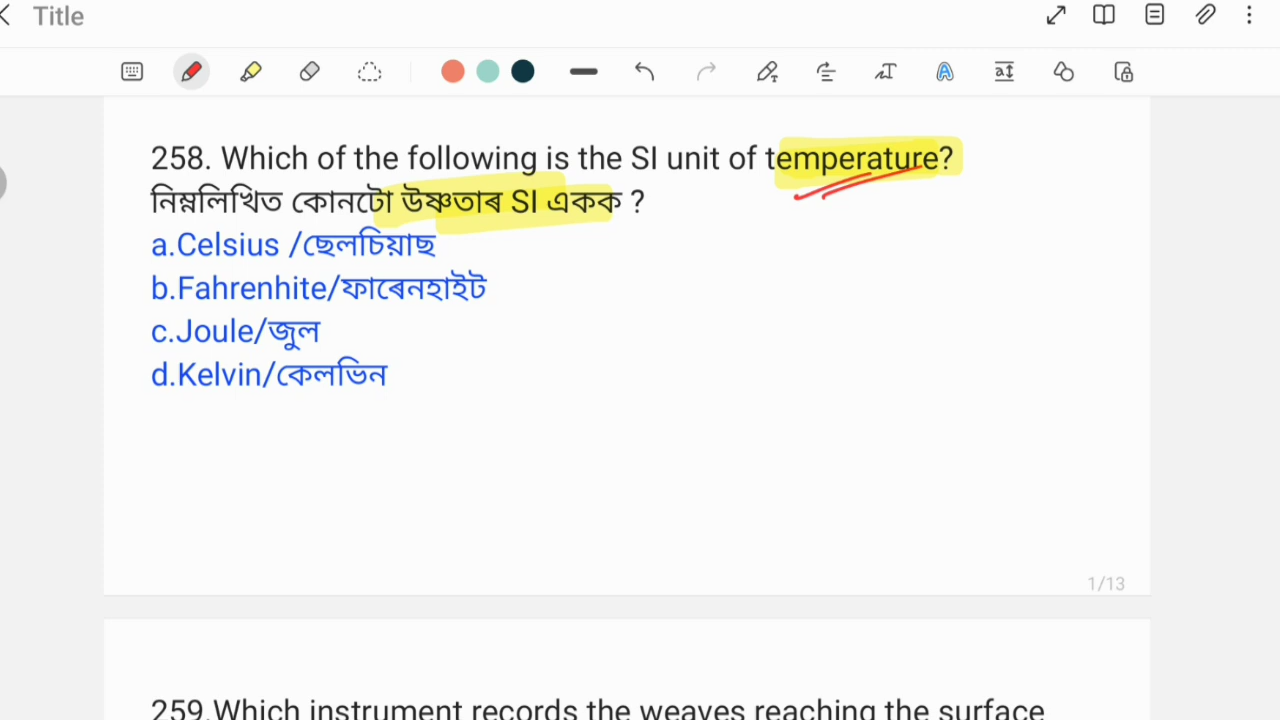 Title
258. Which of the following is the SI unit of temperature?
নিম্নলিখিত কোনটো উষ্ণতাৰ SI একক ?
a.Celsius /ছেলচিয়াছ
b.Fahrenhite/ফাৰেনহাইট
c.Joule/জুল
d.Kelvin/কেলভিন
1/13
259.Which instrument records the weaves reaching the surface